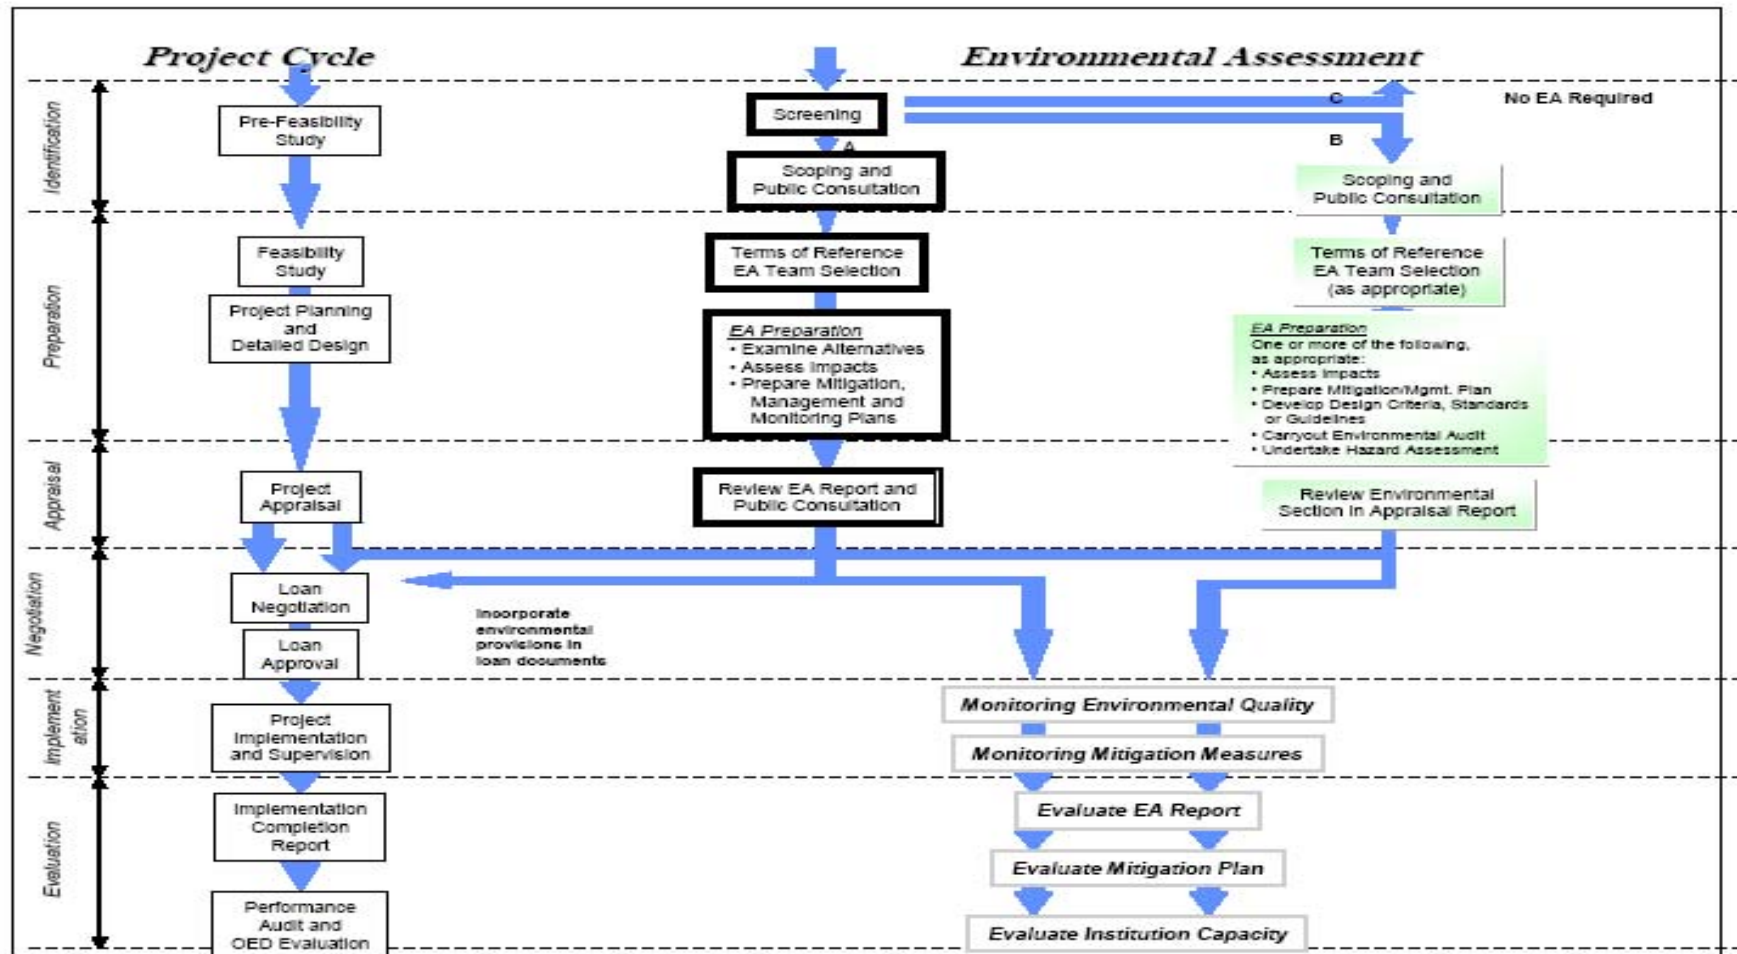 Project Cycle
Environmental Assessment
Identification
Pre-Feasibility
Study
Screening
C
No EA Required
A
B
Scoping and
Public Consultation
Scoping and
Public Consultation
Preparation
Feasibility
Study
Terms of Reference
EA Team Selection
Terms of Reference
EA Team Selection
(as appropriate)
Project Planning
and
Detailed Design
EA Preparation
• Examine Alternatives
• Assess Impacts
• Prepare Mitigation,
Management and
Monitoring Plans
EA Preparation
One or more of the following,
as appropriate:
• Assess Impacts
• Prepare Mitigation/Mgmt. Plan
• Develop Design Criteria, Standards
or Guidelines
• Carryout Environmental Audit
• Undertake Hazard Assessment
Appraisal
Project
Appraisal
Review EA Report and
Public Consultation
Review Environmental
Section in Appraisal Report
Negotiation
Loan
Negotiation
Incorporate
environmental
provisions in
loan documents
Loan
Approval
Implement
ation
Project
Implementation
and Supervision
Monitoring Environmental Quality
Monitoring Mitigation Measures
Evaluation
Implementation
Completion
Report
Evaluate EA Report
Evaluate Mitigation Plan
Performance
Audit and
OED Evaluation
Evaluate Institution Capacity